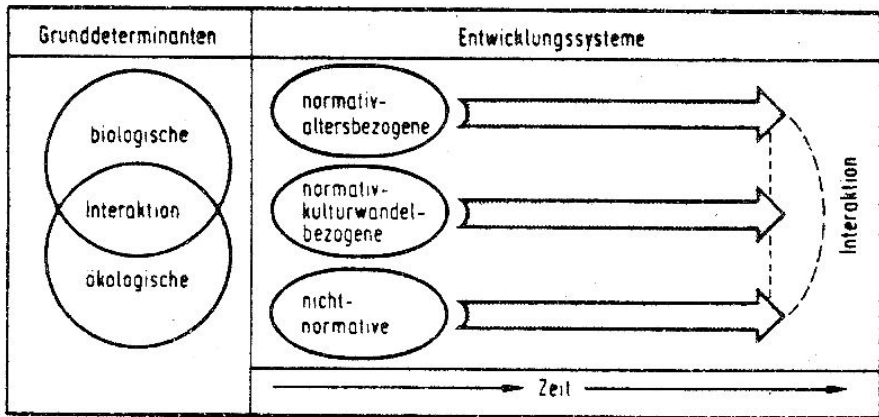 Grunddeterminanten
Entwicklungssysteme
biologische
Interaktion
ökologische
normativ-
altersbezogene
normativ-
kulturwandel-
bezogene
nicht-
normative
Interaktion
Zeit